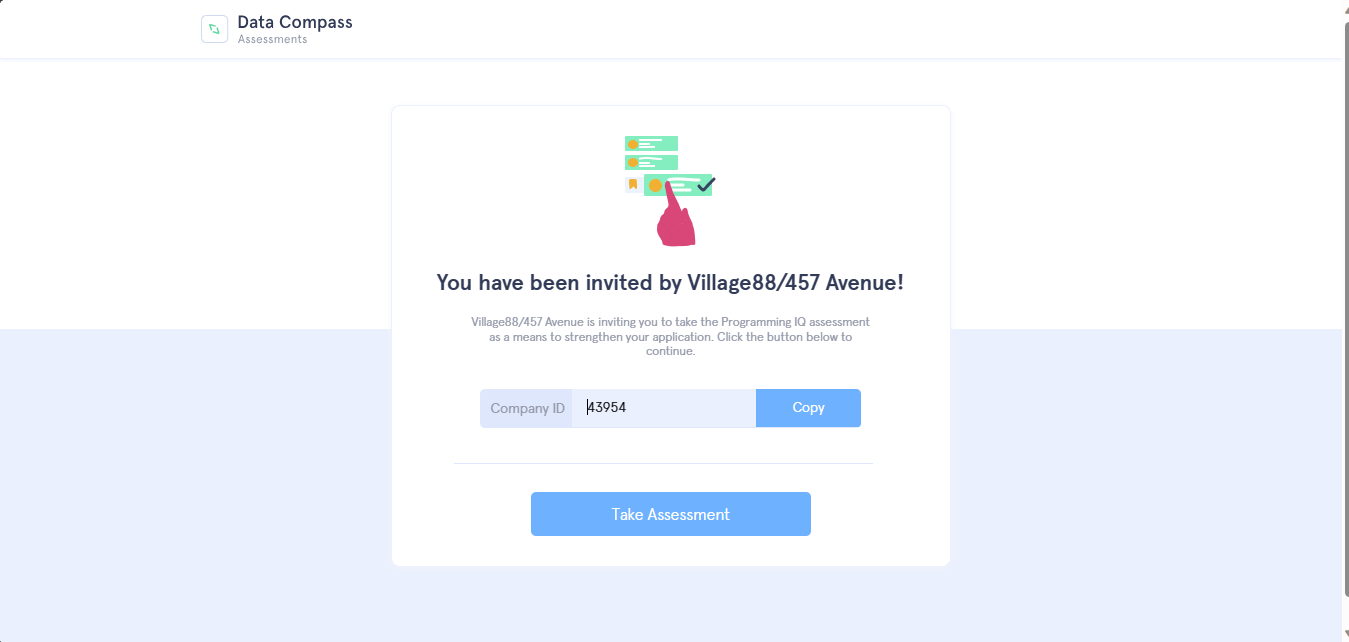 Data Compass
Assessments
You have been invited by Village88/457 Avenue!
Village88/457 Avenue is inviting you to take the Programming IQ assessment
as a means to strengthen your application. Click the button below to
continue.
Company ID 43954 Copy
Take Assessment